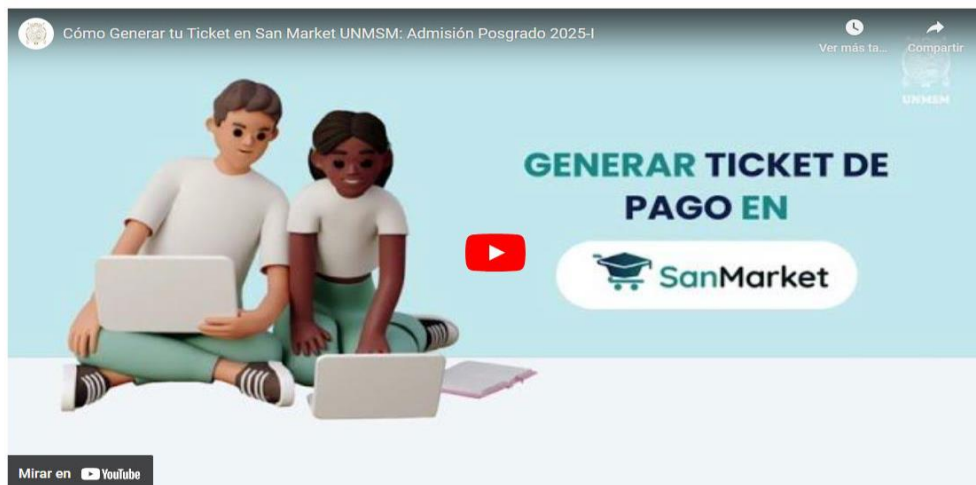 Cómo Generar tu Ticket en San Market UNMSM: Admisión Posgrado 2025-I
Ver más ta...
Compartir
UNMSM
GENERAR TICKET DE
PAGO EN
SanMarket
Mirar en YouTube